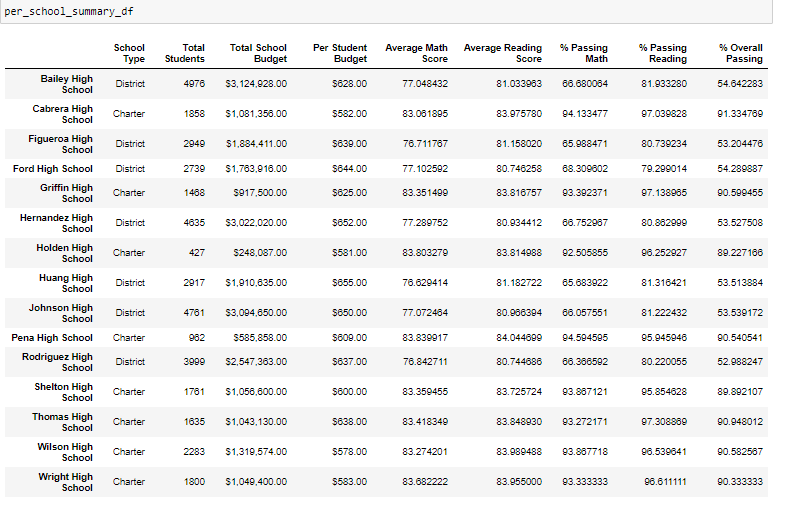 per_school_summary_df
School Type Total Students Total School Budget Per Student Budget Average Math Score Average Reading Score % Passing Math % Passing Reading % Overall Passing
Bailey High School District 4976 $3,124,928.00 $628.00 77.048432 81.033963 66.680064 81.933280 54.642283
Cabrera High School Charter 1858 $1,081,356.00 $582.00 83.061895 83.975780 94.133477 97.039828 91.334769
Figueroa High School District 2949 $1,884,411.00 $639.00 76.711767 81.158020 65.988471 80.739234 53.204476
Ford High School District 2739 $1,763,916.00 $644.00 77.102592 80.746258 68.309602 79.299014 54.289887
Griffin High School Charter 1468 $917,500.00 $625.00 83.351499 83.816757 93.392371 97.138965 90.599455
Hernandez High School District 4635 $3,022,020.00 $652.00 77.289752 80.934412 66.752967 80.862999 53.527508
Holden High School Charter 427 $248,087.00 $581.00 83.803279 83.814988 92.505855 96.252927 89.227166
Huang High School District 2917 $1,910,635.00 $655.00 76.629414 81.182722 65.683922 81.316421 53.513884
Johnson High School District 4761 $3,094,650.00 $650.00 77.072464 80.966394 66.057551 81.222432 53.539172
Pena High School Charter 962 $585,858.00 $609.00 83.839917 84.044699 94.594595 95.945946 90.540541
Rodriguez High School District 3999 $2,547,363.00 $637.00 76.842711 80.744686 66.366592 80.220055 52.988247
Shelton High School Charter 1761 $1,056,600.00 $600.00 83.359455 83.725724 93.867121 95.854628 89.892107
Thomas High School Charter 1635 $1,043,130.00 $638.00 83.418349 83.848930 93.272171 97.308869 90.948012
Wilson High School Charter 2283 $1,319,574.00 $578.00 83.274201 83.989488 93.867718 96.539641 90.582567
Wright High School Charter 1800 $1,049,400.00 $583.00 83.682222 83.955000 93.333333 96.611111 90.333333